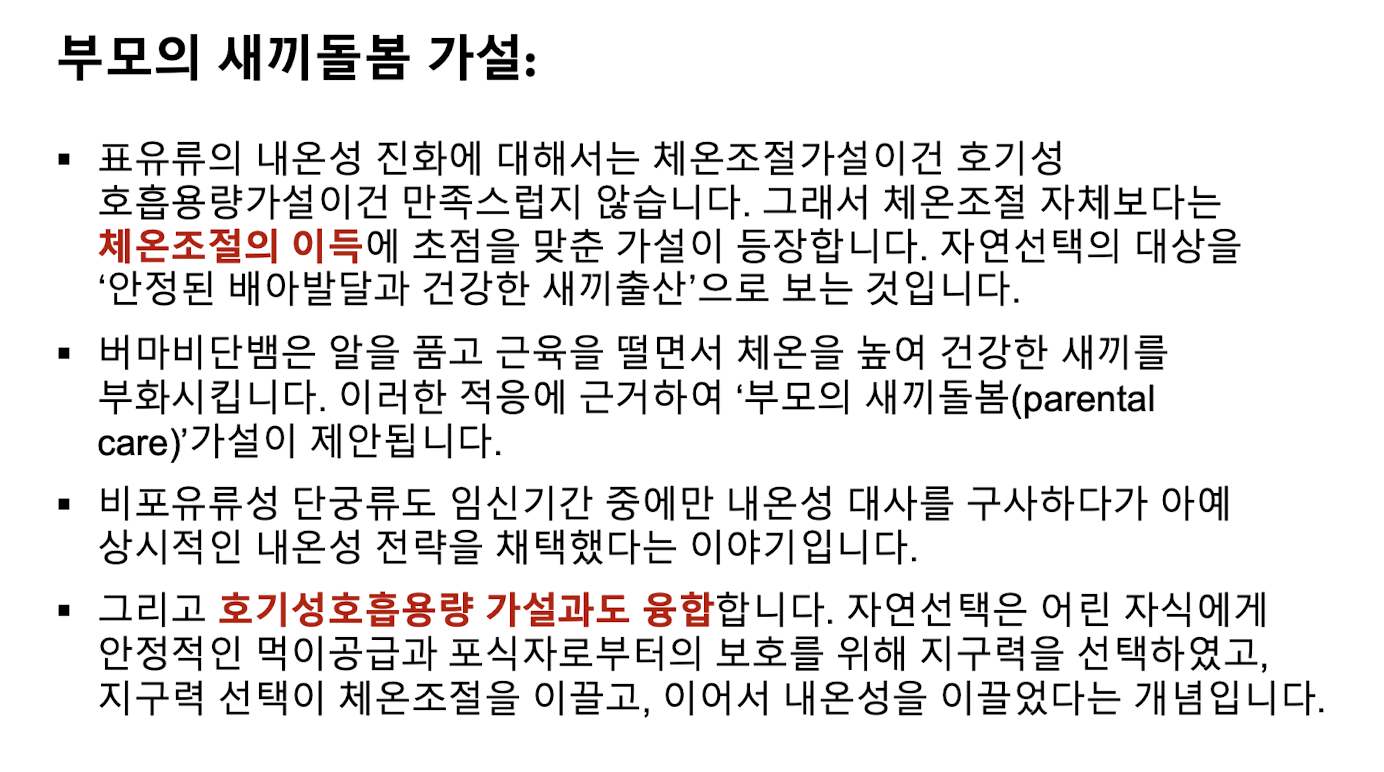 부모의 새끼돌봄 가설:
▪ 표유류의 내온성 진화에 대해서는 체온조절가설이건 호기성
호흡용량가설이건 만족스럽지 않습니다. 그래서 체온조절 자체보다는
체온조절의 이득에 초점을 맞춘 가설이 등장합니다. 자연선택의 대상을
‘안정된 배아발달과 건강한 새끼출산’으로 보는 것입니다.
▪ 버마비단뱀은 알을 품고 근육을 떨면서 체온을 높여 건강한 새끼를
부화시킵니다. 이러한 적응에 근거하여 ‘부모의 새끼돌봄(parental
care)’가설이 제안됩니다.
▪ 비포유류성 단궁류도 임신기간 중에만 내온성 대사를 구사하다가 아예
상시적인 내온성 전략을 채택했다는 이야기입니다.
▪ 그리고 호기성호흡용량 가설과도 융합합니다. 자연선택은 어린 자식에게
안정적인 먹이공급과 포식자로부터의 보호를 위해 지구력을 선택하였고,
지구력 선택이 체온조절을 이끌고, 이어서 내온성을 이끌었다는 개념입니다.